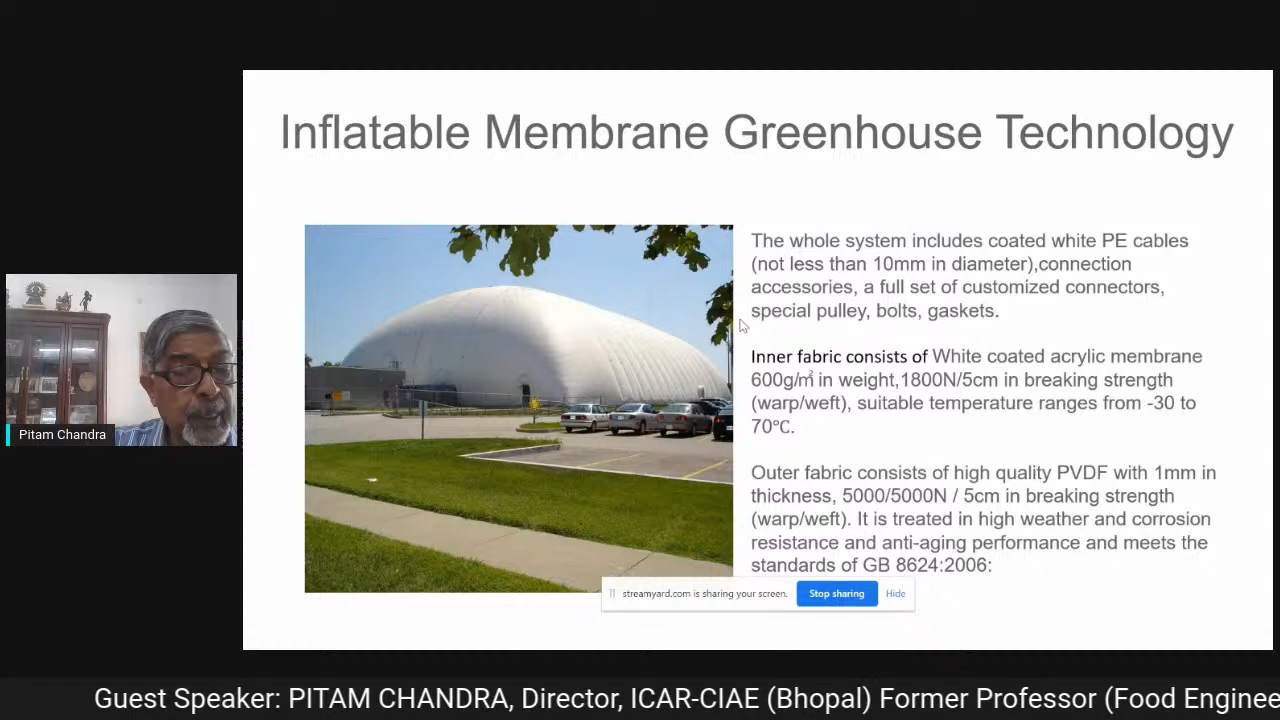 Inflatable Membrane Greenhouse Technology
The whole system includes coated white PE cables
(not less than 10mm in diameter),connection
accessories, a full set of customized connectors,
special pulley, bolts, gaskets.
Inner fabric consists of White coated acrylic membrane
600g/㎡ in weight,1800N/5cm in breaking strength
(warp/weft), suitable temperature ranges from -30 to
70℃.
Outer fabric consists of high quality PVDF with 1mm in
thickness, 5000/5000N / 5cm in breaking strength
(warp/weft). It is treated in high weather and corrosion
resistance and anti-aging performance and meets the
standards of GB 8624:2006:
Pitam Chandra
streamyard.com is sharing your screen.
Stop sharing
Hide
Guest Speaker: PITAM CHANDRA, Director, ICAR-CIAE (Bhopal) Former Professor (Food Enginee